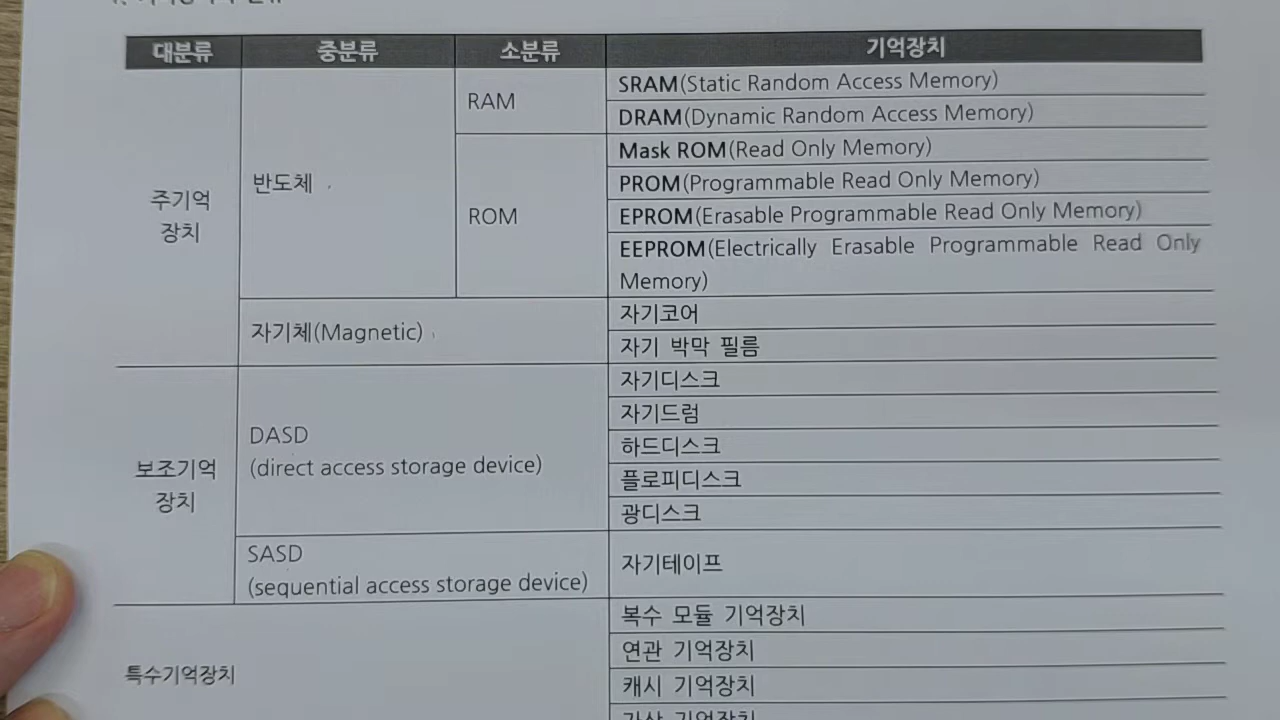 대분류 중분류 소분류 기억장치
주기억
장치
반도체
RAM
SRAM(Static Random Access Memory)
DRAM(Dynamic Random Access Memory)
ROM
Mask ROM(Read Only Memory)
PROM(Programmable Read Only Memory)
EPROM(Erasable Programmable Read Only Memory)
EEPROM(Electrically Erasable Programmable Read Only
Memory)
자기체(Magnetic)
자기코어
자기 박막 필름
보조기억
장치
DASD
(direct access storage device)
자기디스크
자기드럼
하드디스크
플로피디스크
광디스크
SASD
(sequential access storage device)
자기테이프
특수기억장치
복수 모듈 기억장치
연관 기억장치
캐시 기억장치